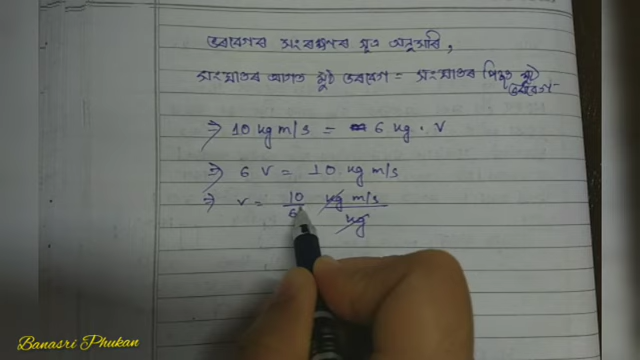 ভৰবেগৰ সংৰক্ষণৰ সূত্ৰ অনুসৰি,
সংঘাতৰ আগত মুঠ ভৰবেগ = সংঘাতৰ পিছত মুঠ
ভৰবেগ
⇒ 10 kg m/s = 6 kg . V
⇒ 6 V = 10 kg m/s
⇒ V = 10/6 kg m/s / kg
Banasri Phukan